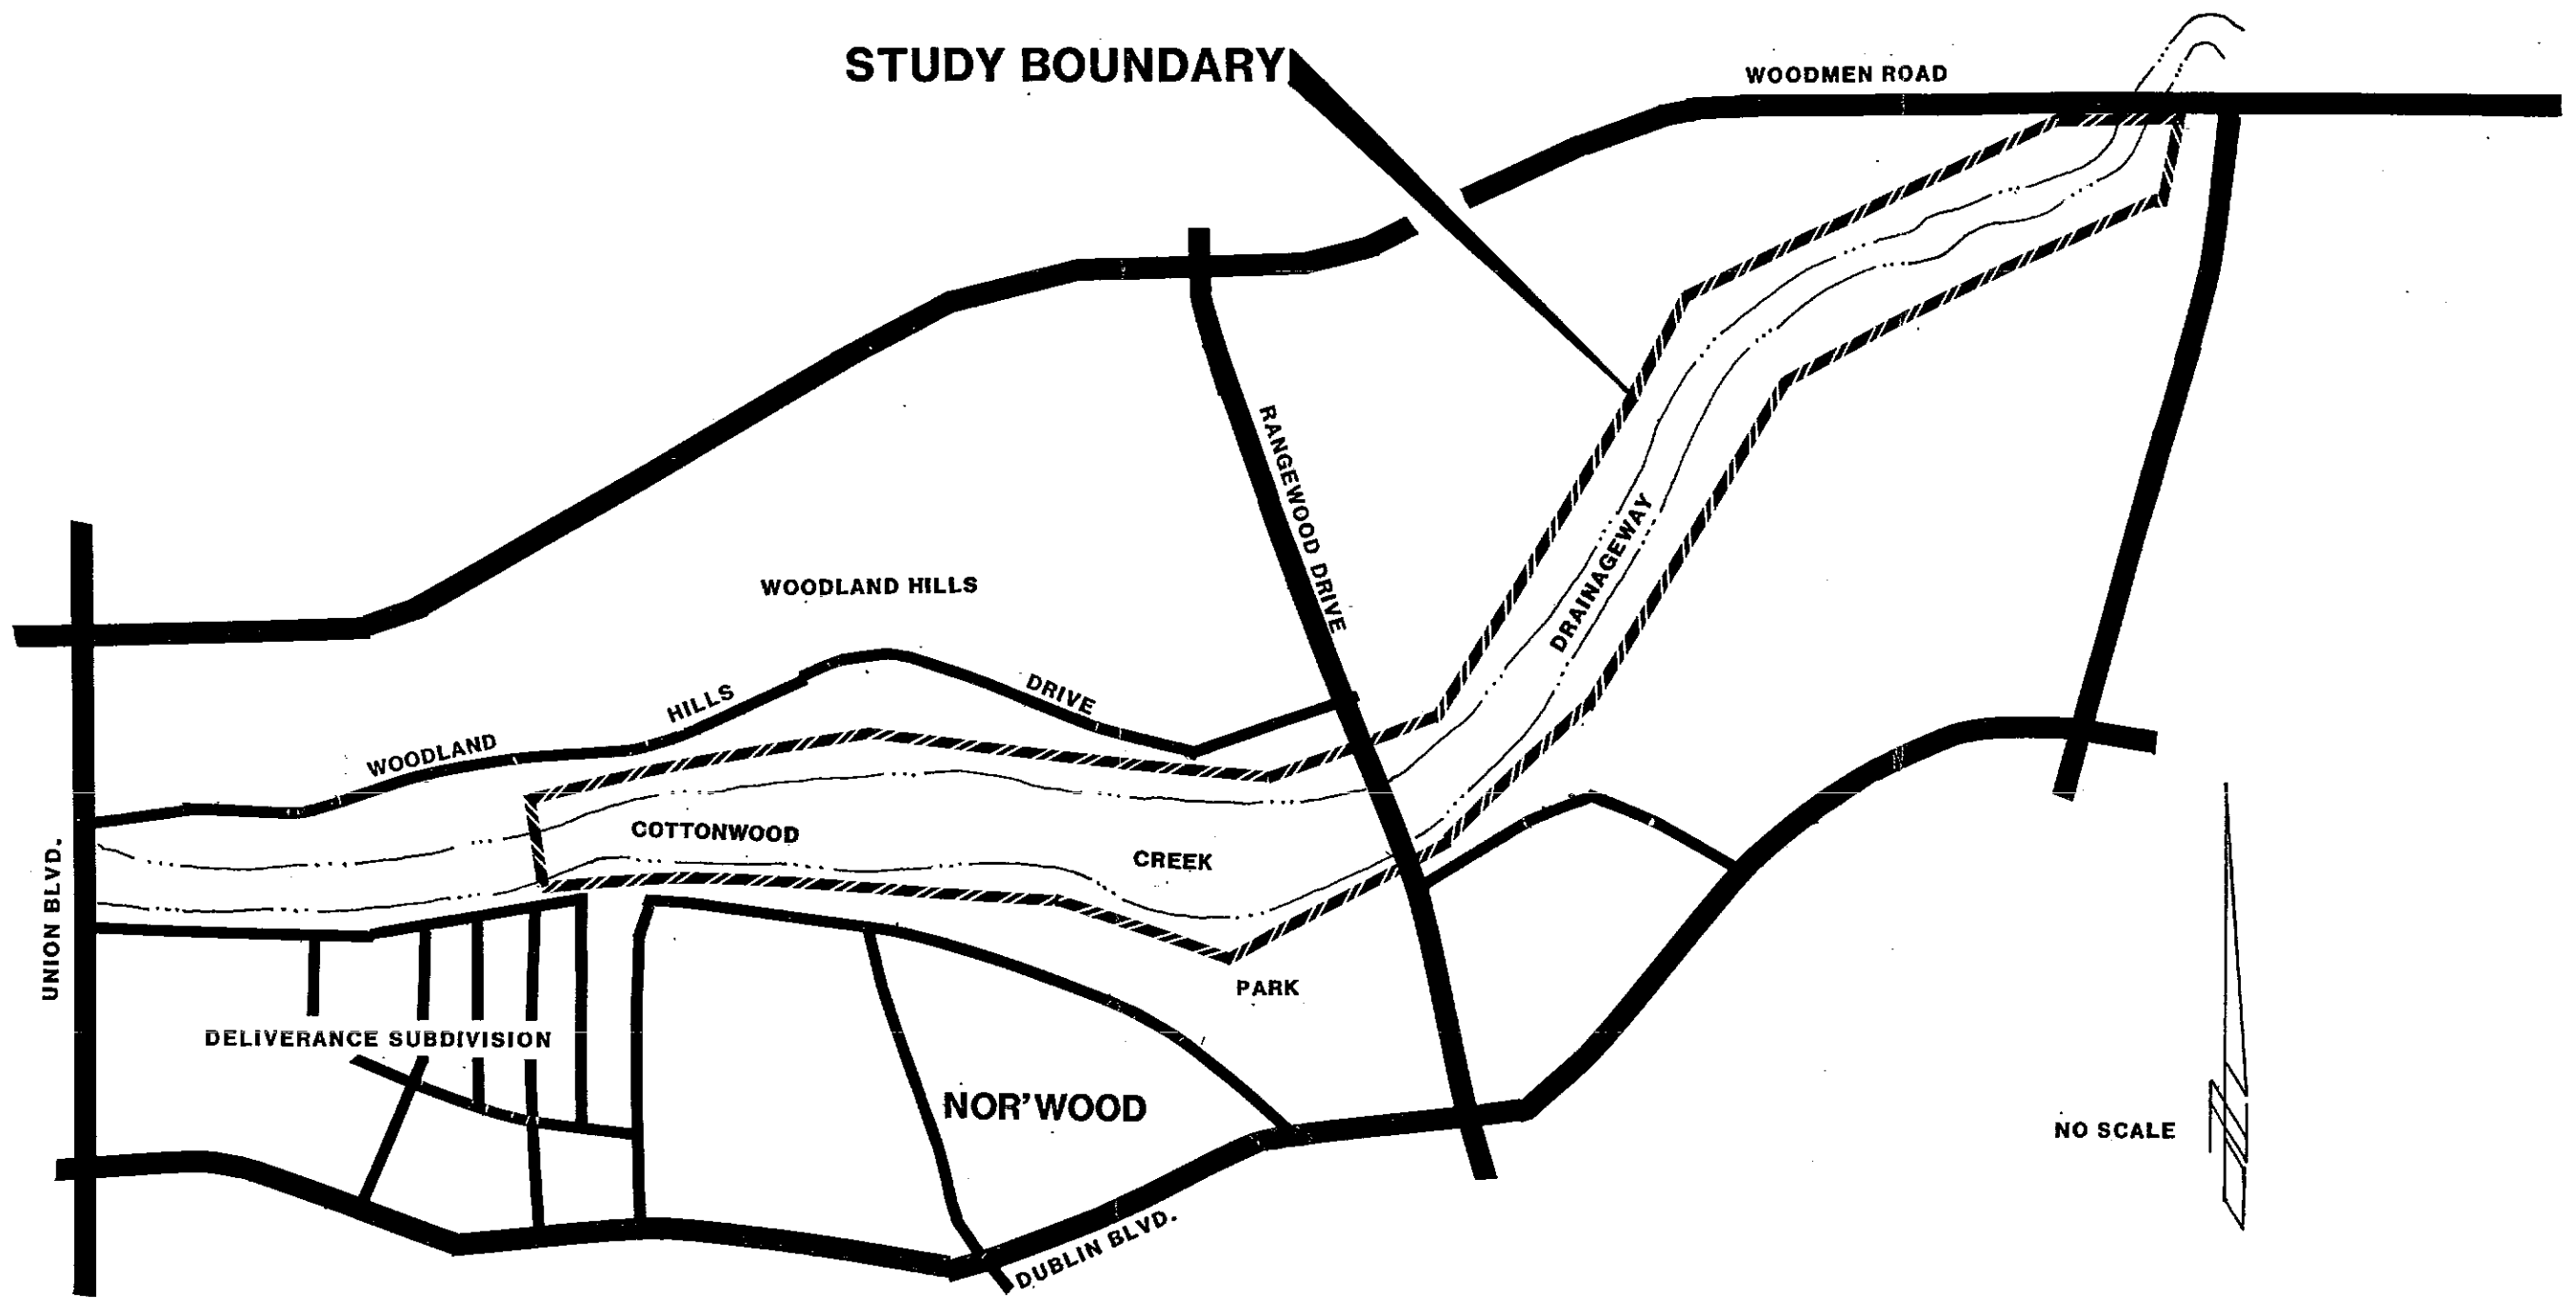 STUDY BOUNDARY
WOODMEN ROAD
RANGEWOOD DRIVE
DRAINAGEWAY
WOODLAND HILLS
WOODLAND HILLS DRIVE
COTTONWOOD CREEK
PARK
UNION BLVD.
DELIVERANCE SUBDIVISION
NOR'WOOD
DUBLIN BLVD.
NO SCALE
N